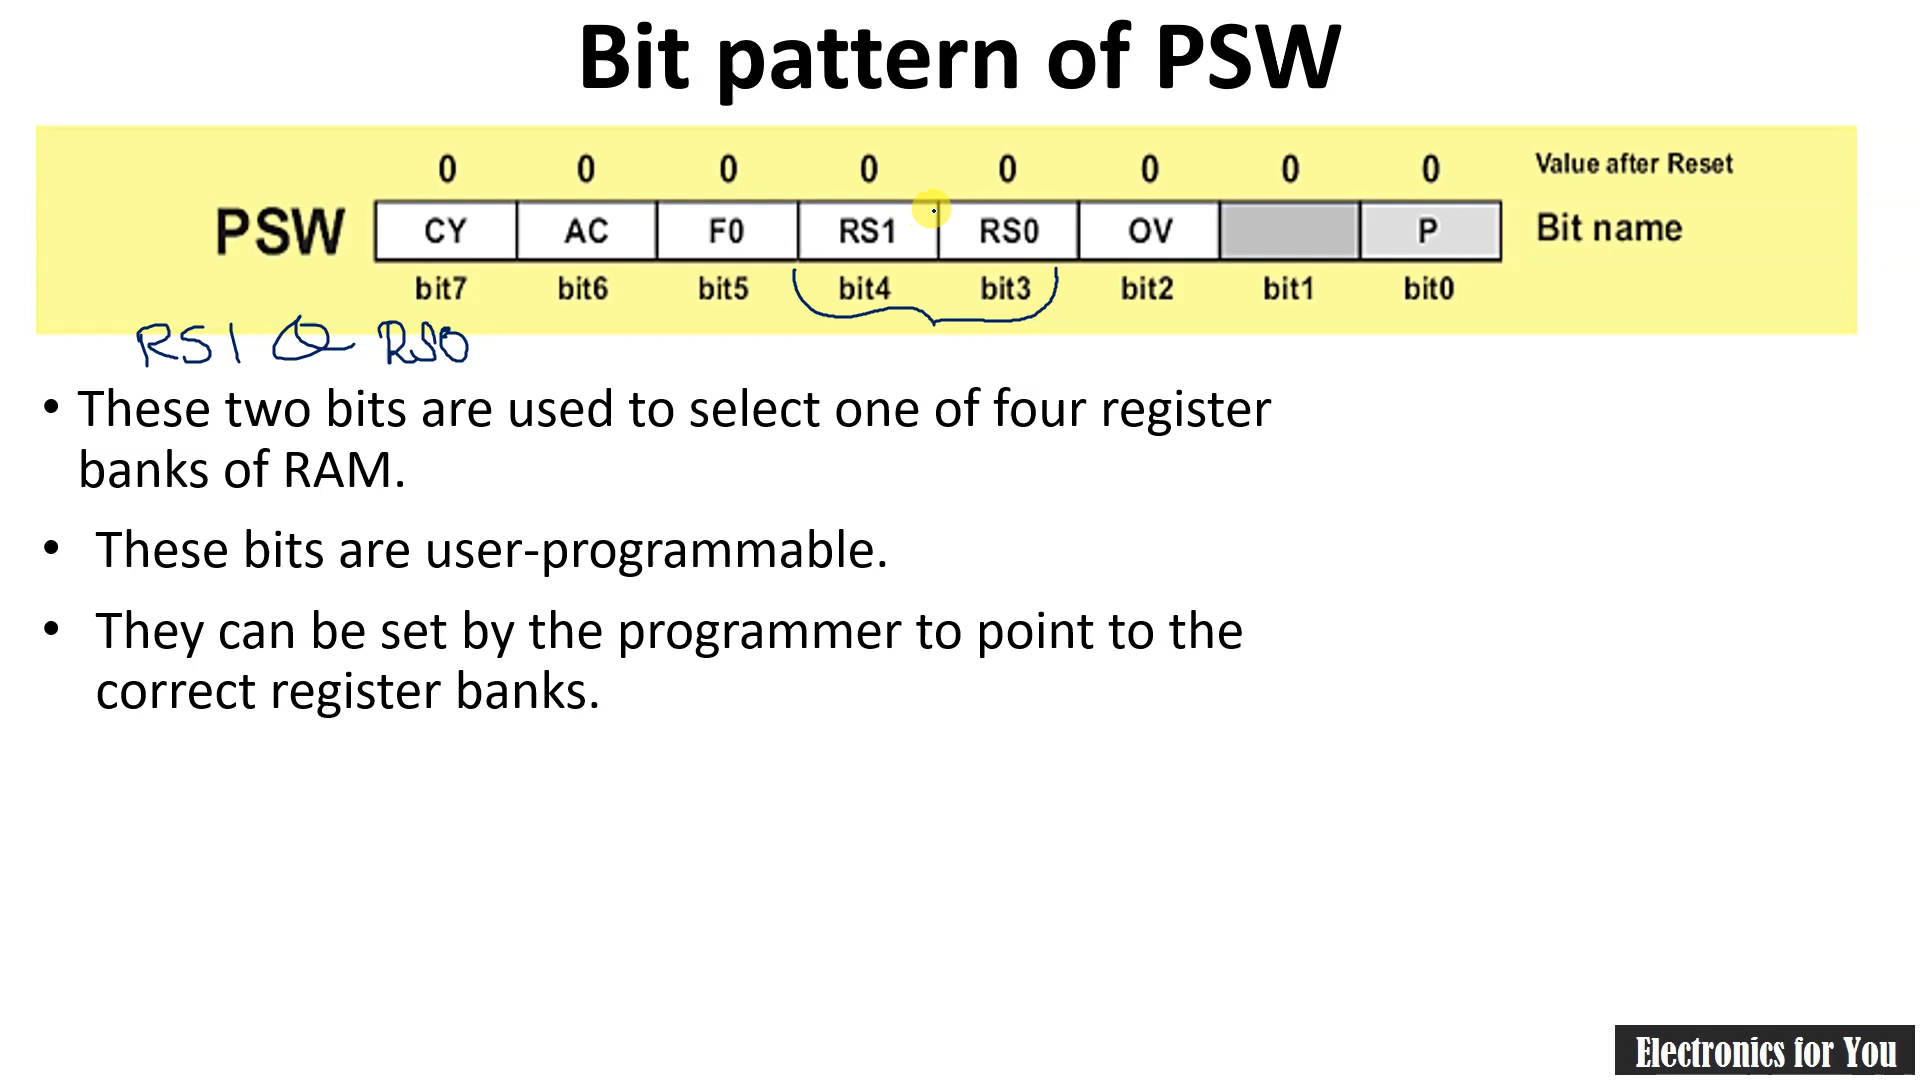 Bit pattern of PSW
0 0 0 0 0 0 0 0 Value after Reset
PSW CY AC F0 RS1 RS0 OV P Bit name
bit7 bit6 bit5 bit4 bit3 bit2 bit1 bit0
RS1 & RS0
• These two bits are used to select one of four register
banks of RAM.
• These bits are user-programmable.
• They can be set by the programmer to point to the
correct register banks.
Electronics for You